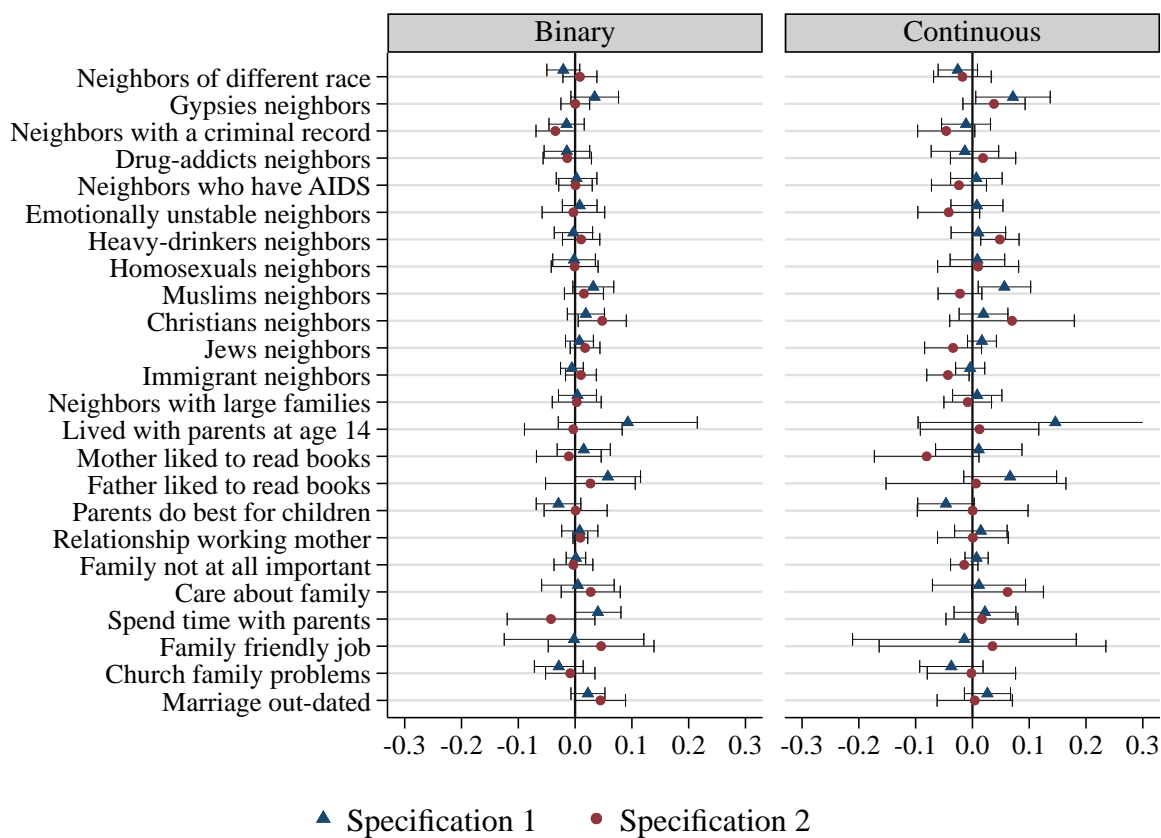 Binary Continuous
Neighbors of different race
Gypsies neighbors
Neighbors with a criminal record
Drug-addicts neighbors
Neighbors who have AIDS
Emotionally unstable neighbors
Heavy-drinkers neighbors
Homosexuals neighbors
Muslims neighbors
Christians neighbors
Jews neighbors
Immigrant neighbors
Neighbors with large families
Lived with parents at age 14
Mother liked to read books
Father liked to read books
Parents do best for children
Relationship working mother
Family not at all important
Care about family
Spend time with parents
Family friendly job
Church family problems
Marriage out-dated
-0.3 -0.2 -0.1 0.0 0.1 0.2 0.3 -0.3 -0.2 -0.1 0.0 0.1 0.2 0.3
Specification 1 Specification 2